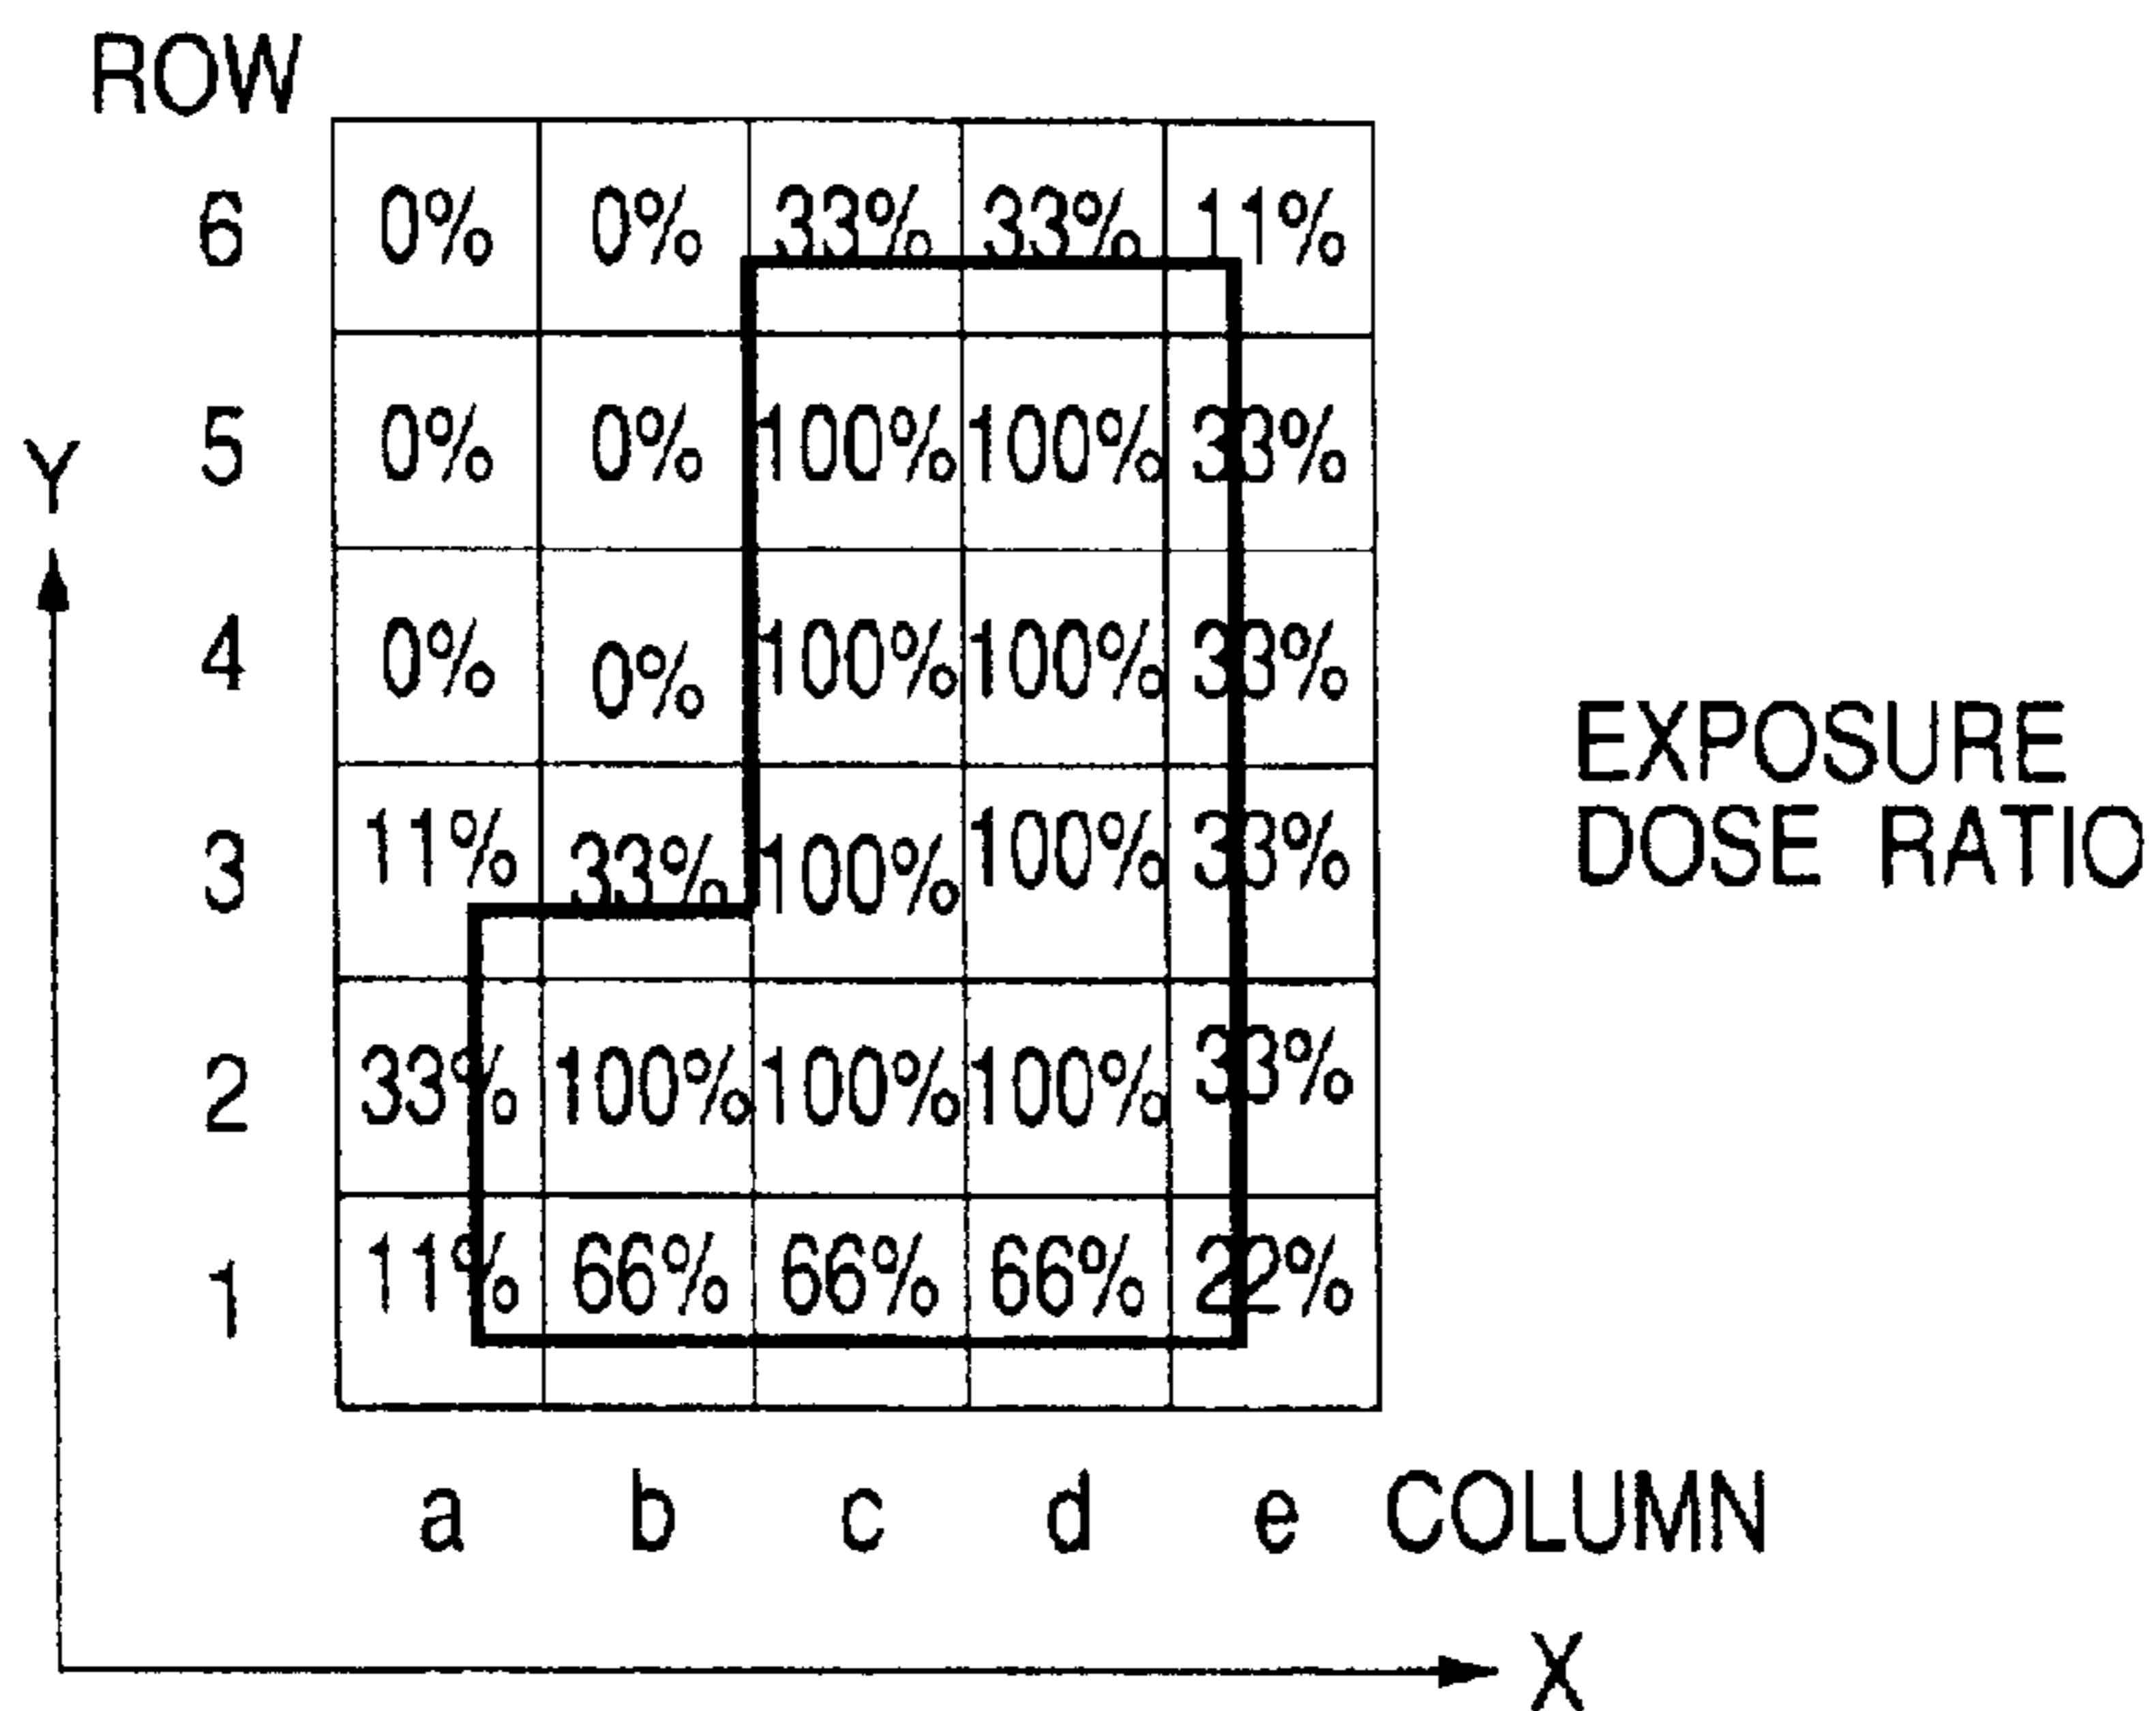 ROW
6 0% 0% 33% 33% 11%
5 0% 0% 100% 100% 33%
Y
4 0% 0% 100% 100% 33%
EXPOSURE
DOSE RATIO
3 11% 33% 100% 100% 33%
2 33% 100% 100% 100% 33%
1 11% 66% 66% 66% 22%
a b c d e COLUMN
X